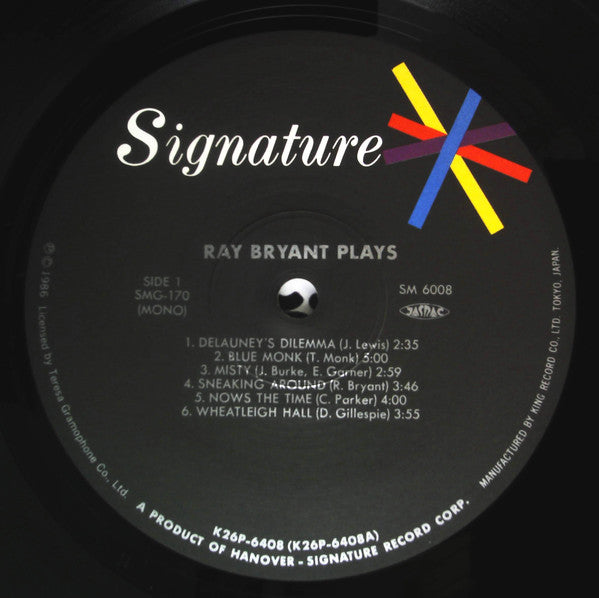 Signature
RAY BRYANT PLAYS
SIDE 1
SMG-170
(MONO)
SM 6008
JASRAC
1. DELAUNEY'S DILEMMA (J. Lewis) 2:35
2. BLUE MONK (T. Monk) 5:00
3. MISTY (J. Burke, E. Garner) 2:59
4. SNEAKING AROUND (R. Bryant) 3:46
5. NOWS THE TIME (C. Parker) 4:00
6. WHEATLEIGH HALL (D. Gillespie) 3:55
K26P-6408 (K26P-6408A)
A PRODUCT OF HANOVER - SIGNATURE RECORD CORP.
℗ © 1986, Licensed by Teresa Gramophone Co., Ltd.
MANUFACTURED BY KING RECORD CO., LTD. TOKYO, JAPAN.